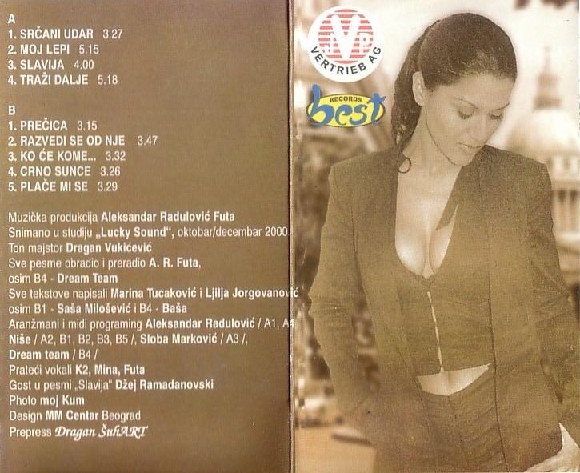 A
1. SRČANI UDAR 3.27
2. MOJ LEPI 5.15
3. SLAVIJA 4.00
4. TRAŽI DALJE 5.18
B
1. PREČICA 3.15
2. RAZVEDI SE OD NJE 3.47
3. KO ĆE KOME... 3.32
4. CRNO SUNCE 3.26
5. PLAČE MI SE 3.29
Muzička produkcija Aleksandar Radulović Futa
Snimano u studiju „Lucky Sound“, oktobar/decembar 2000.
Ton majstor Dragan Vukićević
Sve pesme obradio i preradio A. R. Futa,
osim B4 - Dream Team
Sve tekstove napisali Marina Tucaković i Ljilja Jorgovanović
osim B1 - Saša Milošević i B4 - Baša
Aranžmani i midi programing Aleksandar Radulović / A1, A4
Niše / A2, B1, B2, B3, B5 /, Sloba Marković / A3 /,
Dream team / B4 /
Prateći vokali K2, Mina, Futa
Gost u pesmi „Slavija“ Džej Ramadanovski
Photo moj Kum
Design MM Centar Beograd
Prepress Dragan ŠuhART
VERTRIEB AG
RECORDS
best